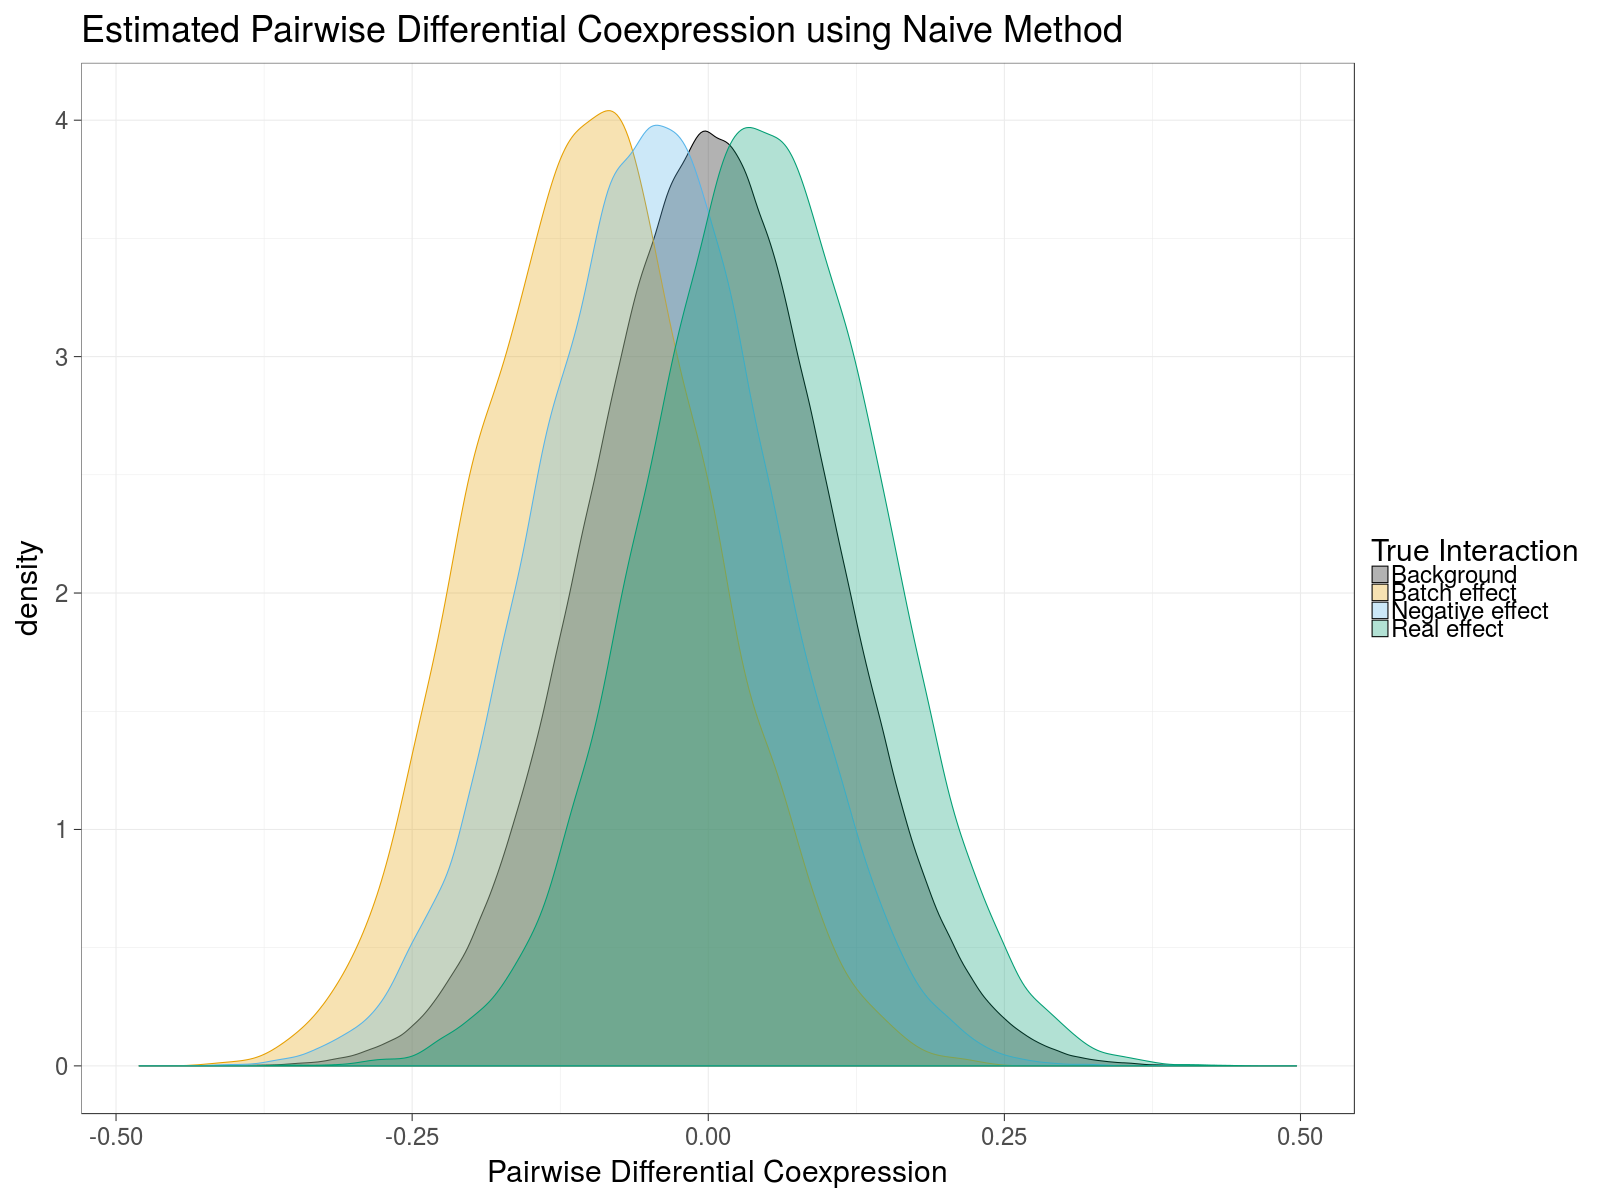 Estimated Pairwise Differential Coexpression using Naive Method
4
3
2
1
0
density
-0.50 -0.25 0.00 0.25 0.50
Pairwise Differential Coexpression
True Interaction
Background
Batch effect
Negative effect
Real effect